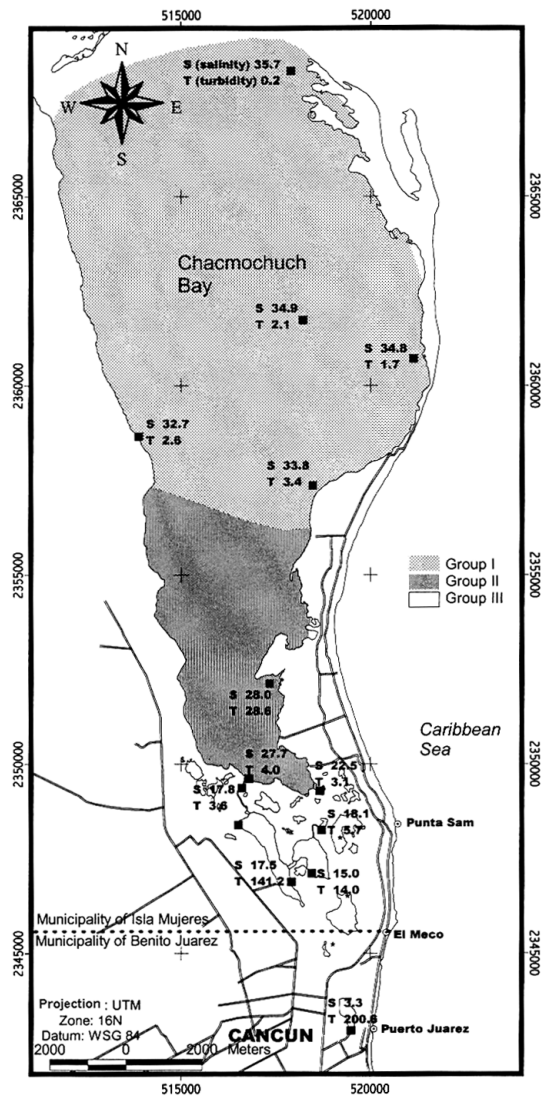 515000 520000
N
W E
S
S (salinity) 35.7
T (turbidity) 0.2
2365000 2365000
Chacmochuch
Bay
S 34.9
T 2.1
S 34.8
T 1.7
2360000 2360000
S 32.7
T 2.6
S 33.8
T 3.4
2355000 2355000
Group I
Group II
Group III
S 28.0
T 28.6
Caribbean
Sea
S 27.7
T 4.0
2350000 2350000
S 22.5
T 3.1
S 17.8
T 3.6
S 18.1
T 5.7
Punta Sam
S 17.5
T 141.2
S 15.0
T 14.0
Municipality of Isla Mujeres
El Meco
Municipality of Benito Juarez
2345000 2345000
S 3.3
T 200.6
Projection : UTM
Zone: 16N
Datum: WSG 84
CANCUN
Puerto Juarez
2000 0 2000 Meters
515000 520000